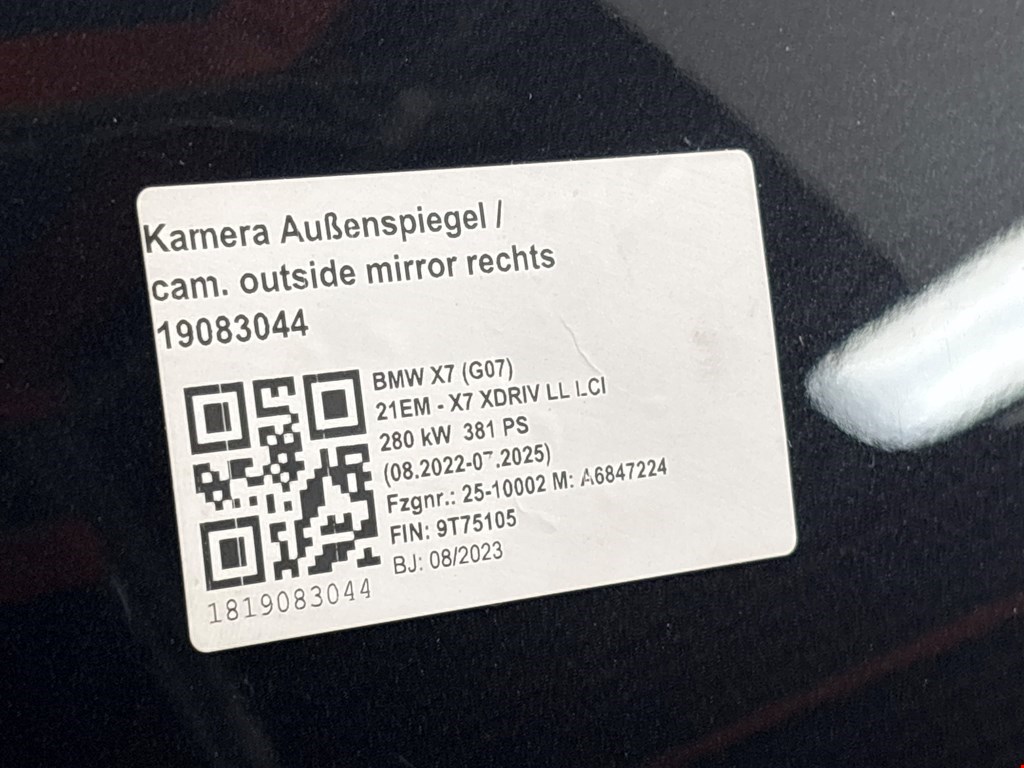 Kamera Außenspiegel /
cam. outside mirror rechts
19083044
BMW X7 (G07)
21EM - X7 XDRIV LL LCI
280 kW 381 PS
(08.2022-07.2025)
Fzgnr.: 25-10002 M: A6847224
FIN: 9T75105
BJ: 08/2023
1819083044